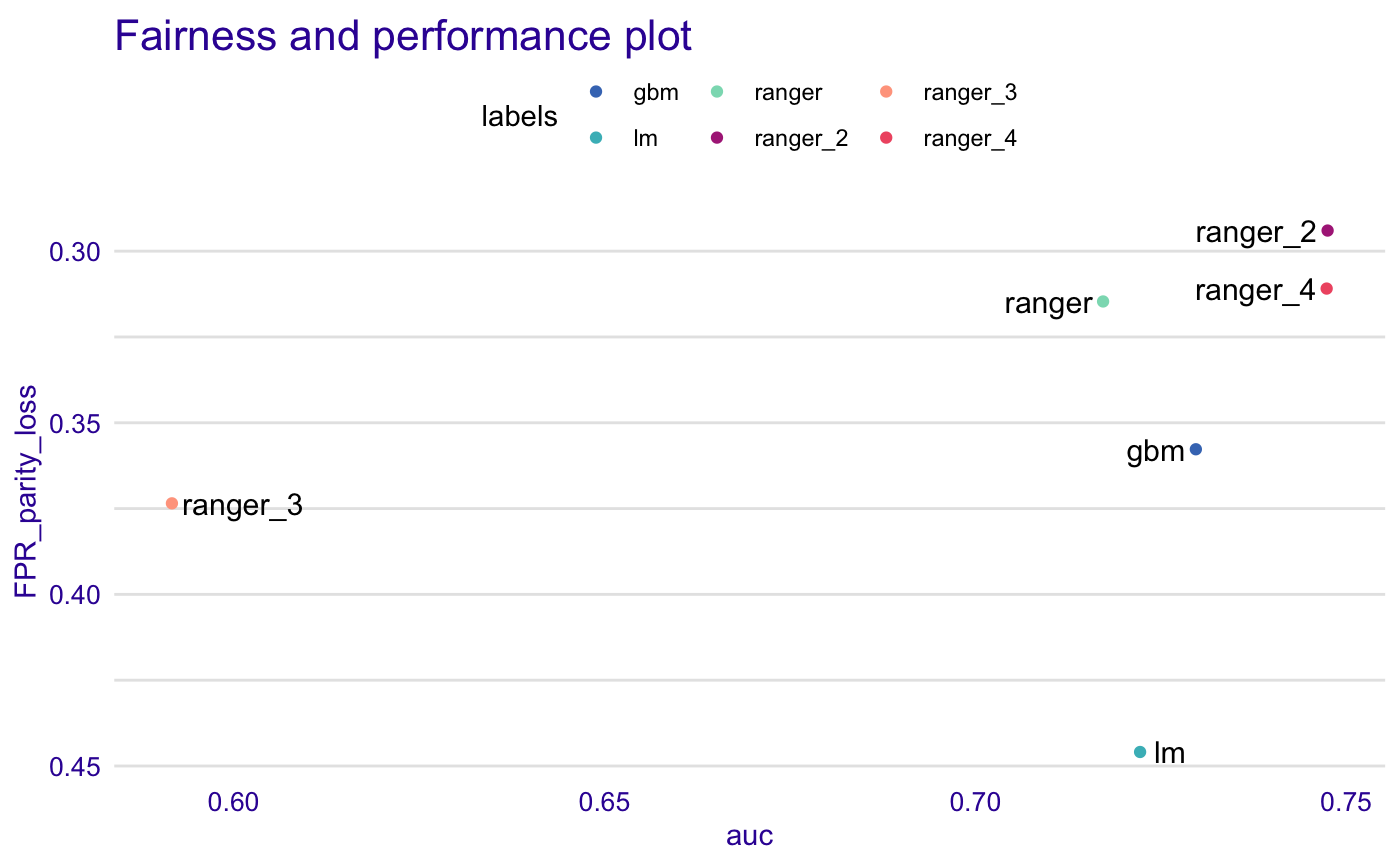 Fairness and performance plot
labels
gbm ranger ranger_3
lm ranger_2 ranger_4
ranger_2
0.30
ranger_4
ranger
0.35
gbm
ranger_3
FPR_parity_loss
0.40
lm
0.45
0.60 0.65 0.70 0.75
auc